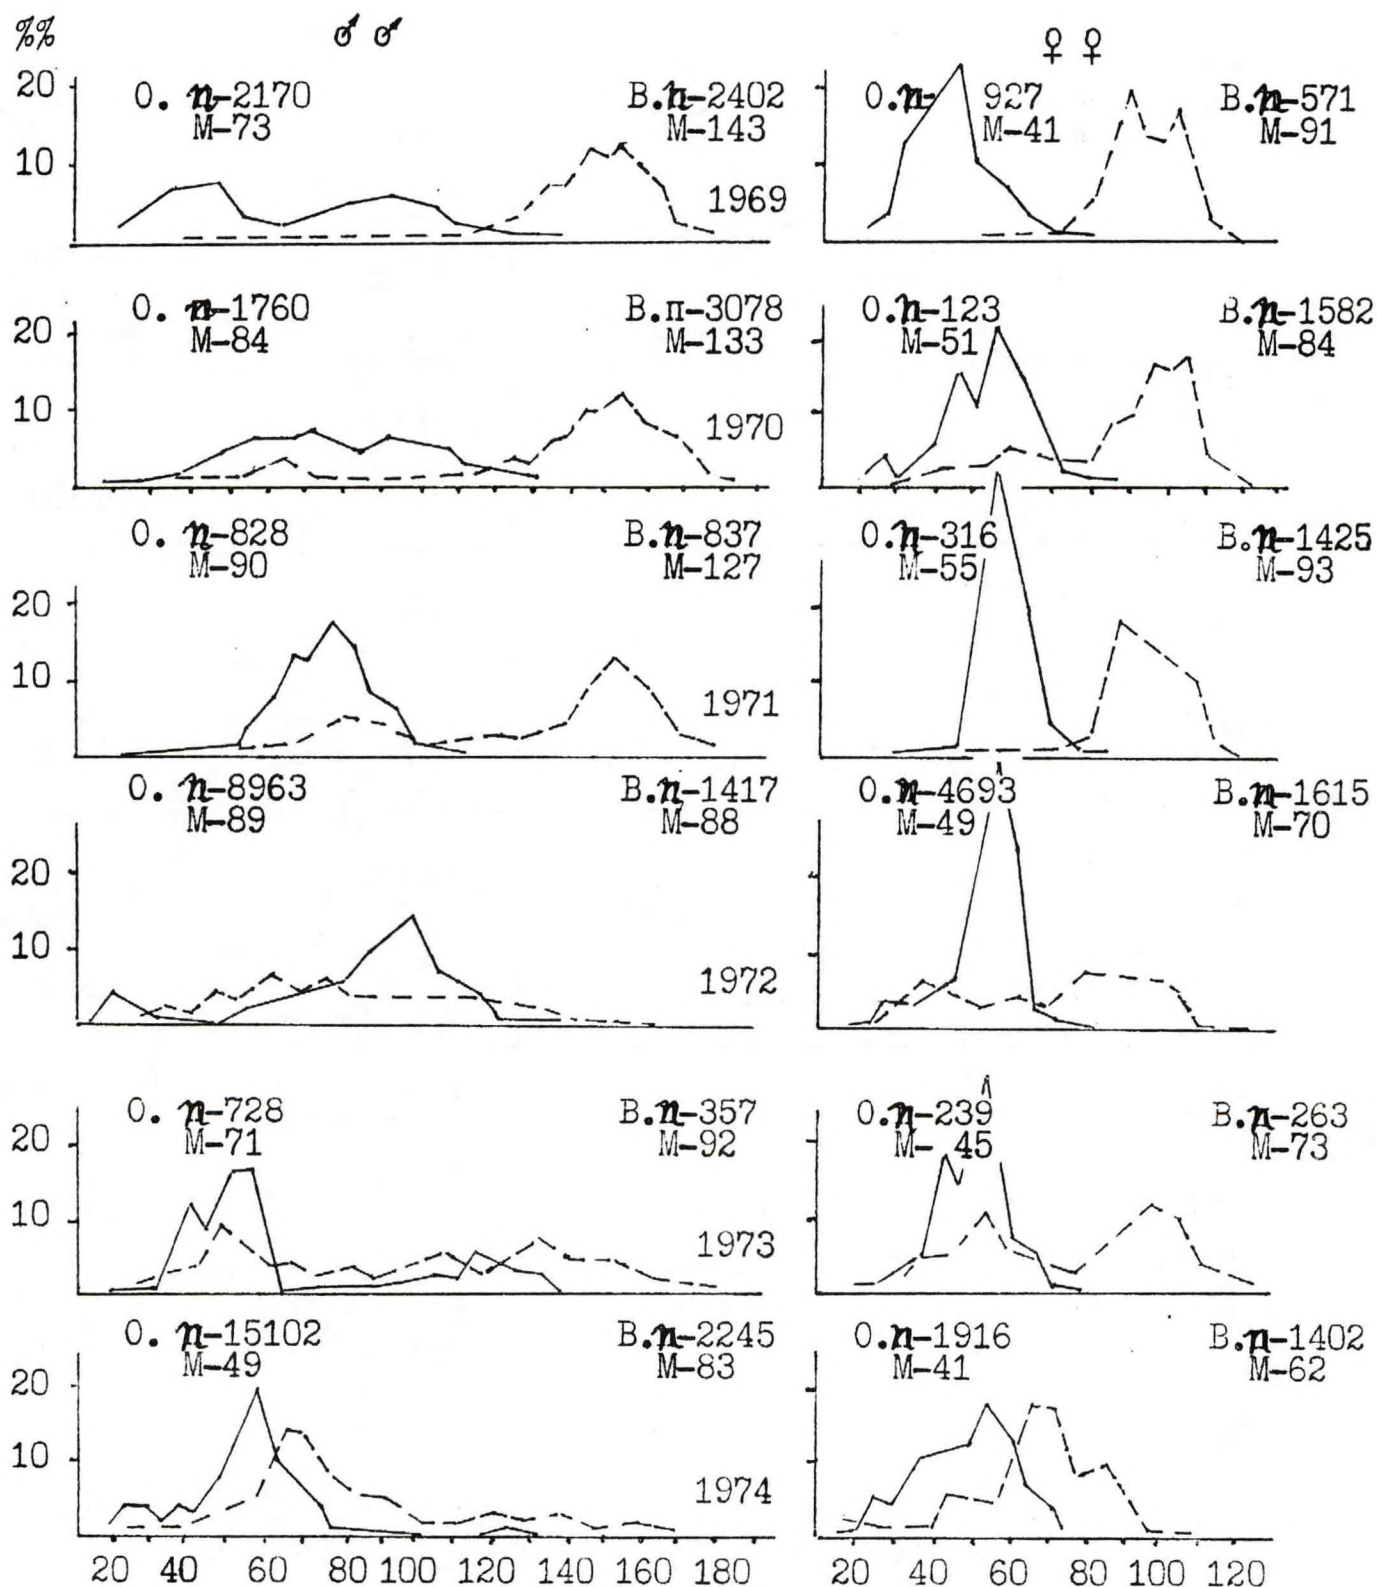 %% ♂ ♂ ♀ ♀
20 O. n-2170 B.n-2402 O.n- 927 B.n-571
M-73 M-143 M-41 M-91
10
1969
O. n-1760 B.п-3078 O.n-123 B.n-1582
20 M-84 M-133 M-51 M-84
10
1970
O. n-828 B.n-837 O.n-316 B.n-1425
M-90 M-127 M-55 M-93
20
10
1971
O. n-8963 B.n-1417 O.n-4693 B.n-1615
M-89 M-88 M-49 M-70
20
10
1972
O. n-728 B.n-357 O.n-239 B.n-263
20 M-71 M-92 M- 45 M-73
10
1973
O. n-15102 B.n-2245 O.n-1916 B.n-1402
M-49 M-83 M-41 M-62
20
10
1974
20 40 60 80 100 120 140 160 180 20 40 60 80 100 120